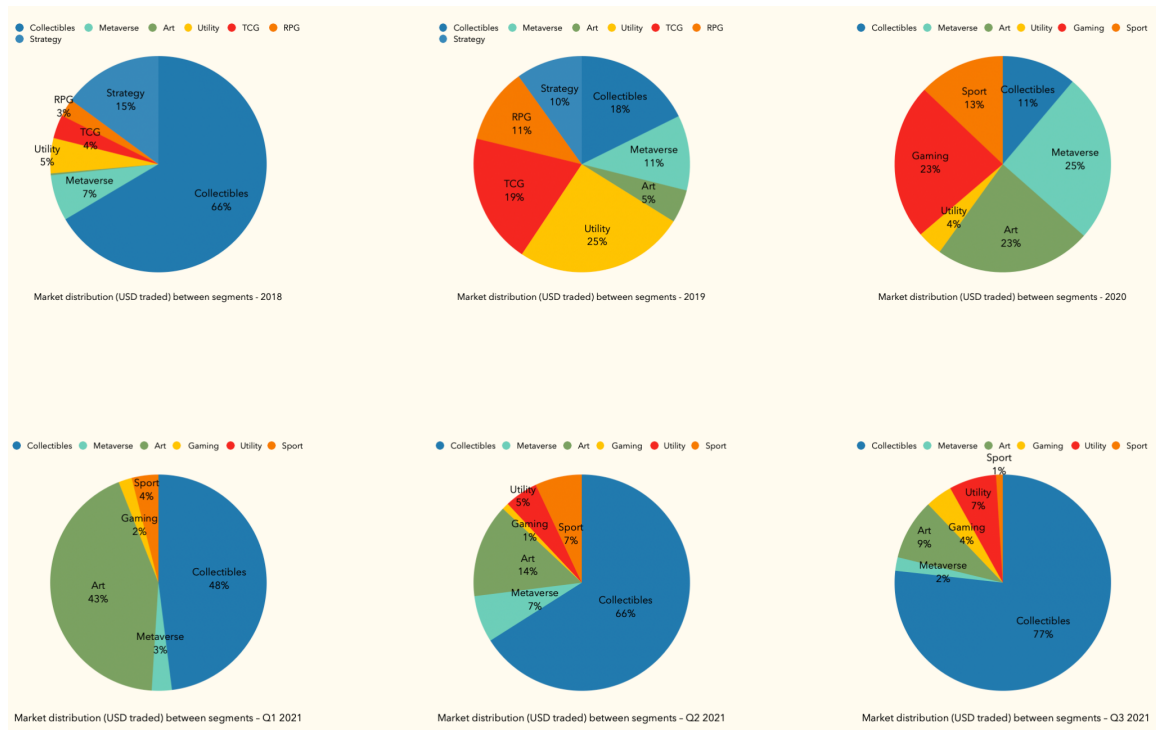 Collectibles Metaverse Art Utility TCG RPG
Strategy
Strategy
15%
RPG
3%
TCG
4%
Utility
5%
Metaverse
7%
Collectibles
66%
Market distribution (USD traded) between segments - 2018
Collectibles Metaverse Art Utility TCG RPG
Strategy
Strategy
10%
Collectibles
18%
RPG
11%
Metaverse
11%
TCG
19%
Art
5%
Utility
25%
Market distribution (USD traded) between segments - 2019
Collectibles Metaverse Art Utility Gaming Sport
Sport
13%
Collectibles
11%
Gaming
23%
Metaverse
25%
Utility
4%
Art
23%
Market distribution (USD traded) between segments - 2020
Collectibles Metaverse Art Gaming Utility Sport
Sport
4%
Gaming
2%
Collectibles
48%
Art
43%
Metaverse
3%
Market distribution (USD traded) between segments – Q1 2021
Collectibles Metaverse Art Gaming Utility Sport
Utility
5%
Gaming
1%
Sport
7%
Art
14%
Metaverse
7%
Collectibles
66%
Market distribution (USD traded) between segments – Q2 2021
Collectibles Metaverse Art Gaming Utility Sport
Sport
1%
Utility
7%
Gaming
4%
Art
9%
Metaverse
2%
Collectibles
77%
Market distribution (USD traded) between segments – Q3 2021